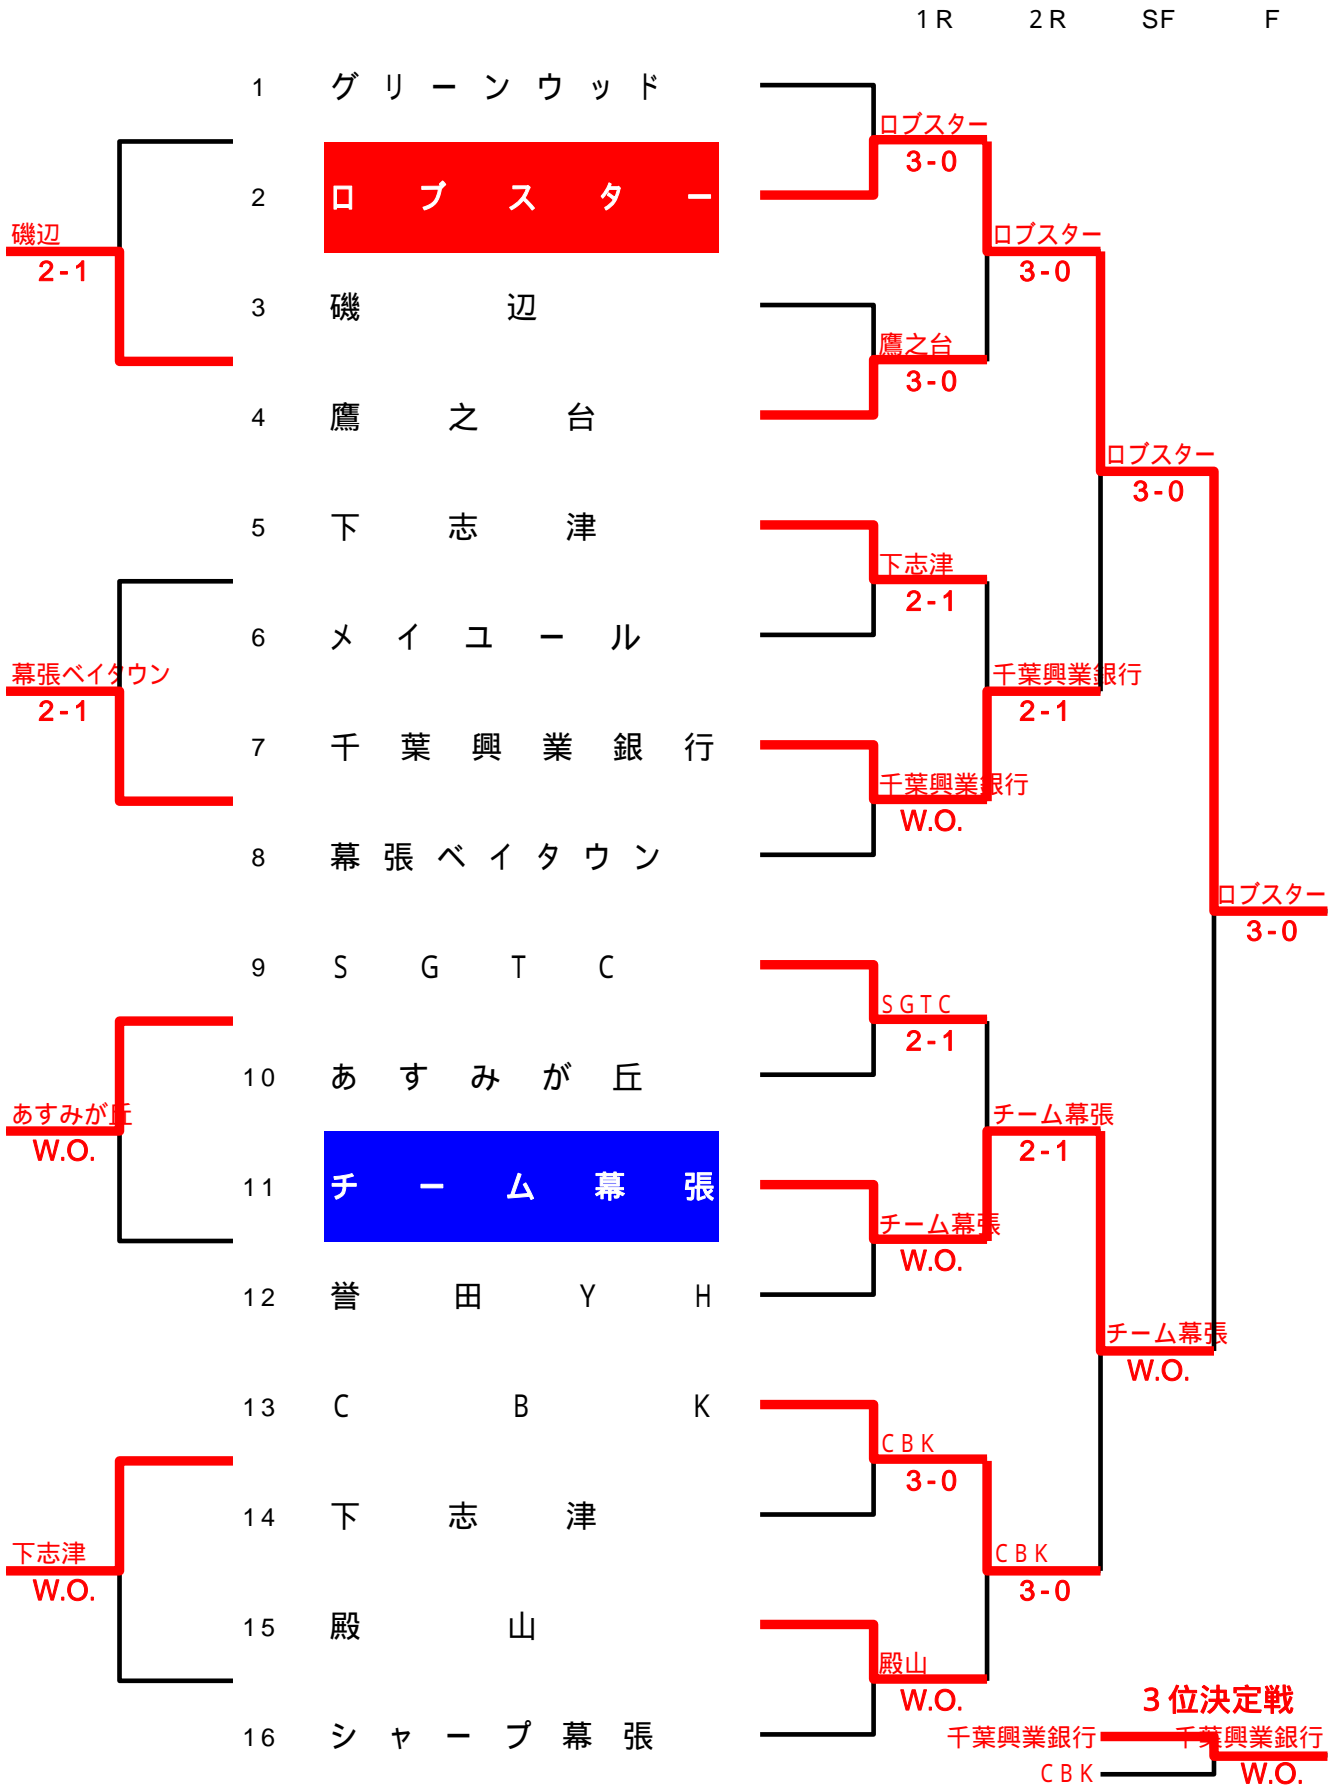 1R 2R SF F
1 グリーンウッド
ロブスター
3-0
2 ロブスター
磯辺
2-1
ロブスター
3-0
3 磯辺
鷹之台
3-0
4 鷹之台
ロブスター
3-0
5 下志津
下志津
2-1
6 メイユール
幕張ベイタウン
2-1
千葉興業銀行
2-1
7 千葉興業銀行
千葉興業銀行
W.O.
8 幕張ベイタウン
ロブスター
3-0
9 SGTC
SGTC
2-1
10 あすみが丘
あすみが丘
W.O.
チーム幕張
2-1
11 チーム幕張
チーム幕張
W.O.
12 誉田YH
チーム幕張
W.O.
13 CBK
CBK
3-0
14 下志津
下志津
W.O.
CBK
3-0
15 殿山
殿山
W.O.
3位決定戦
16 シャープ幕張
千葉興業銀行 千葉興業銀行
CBK W.O.